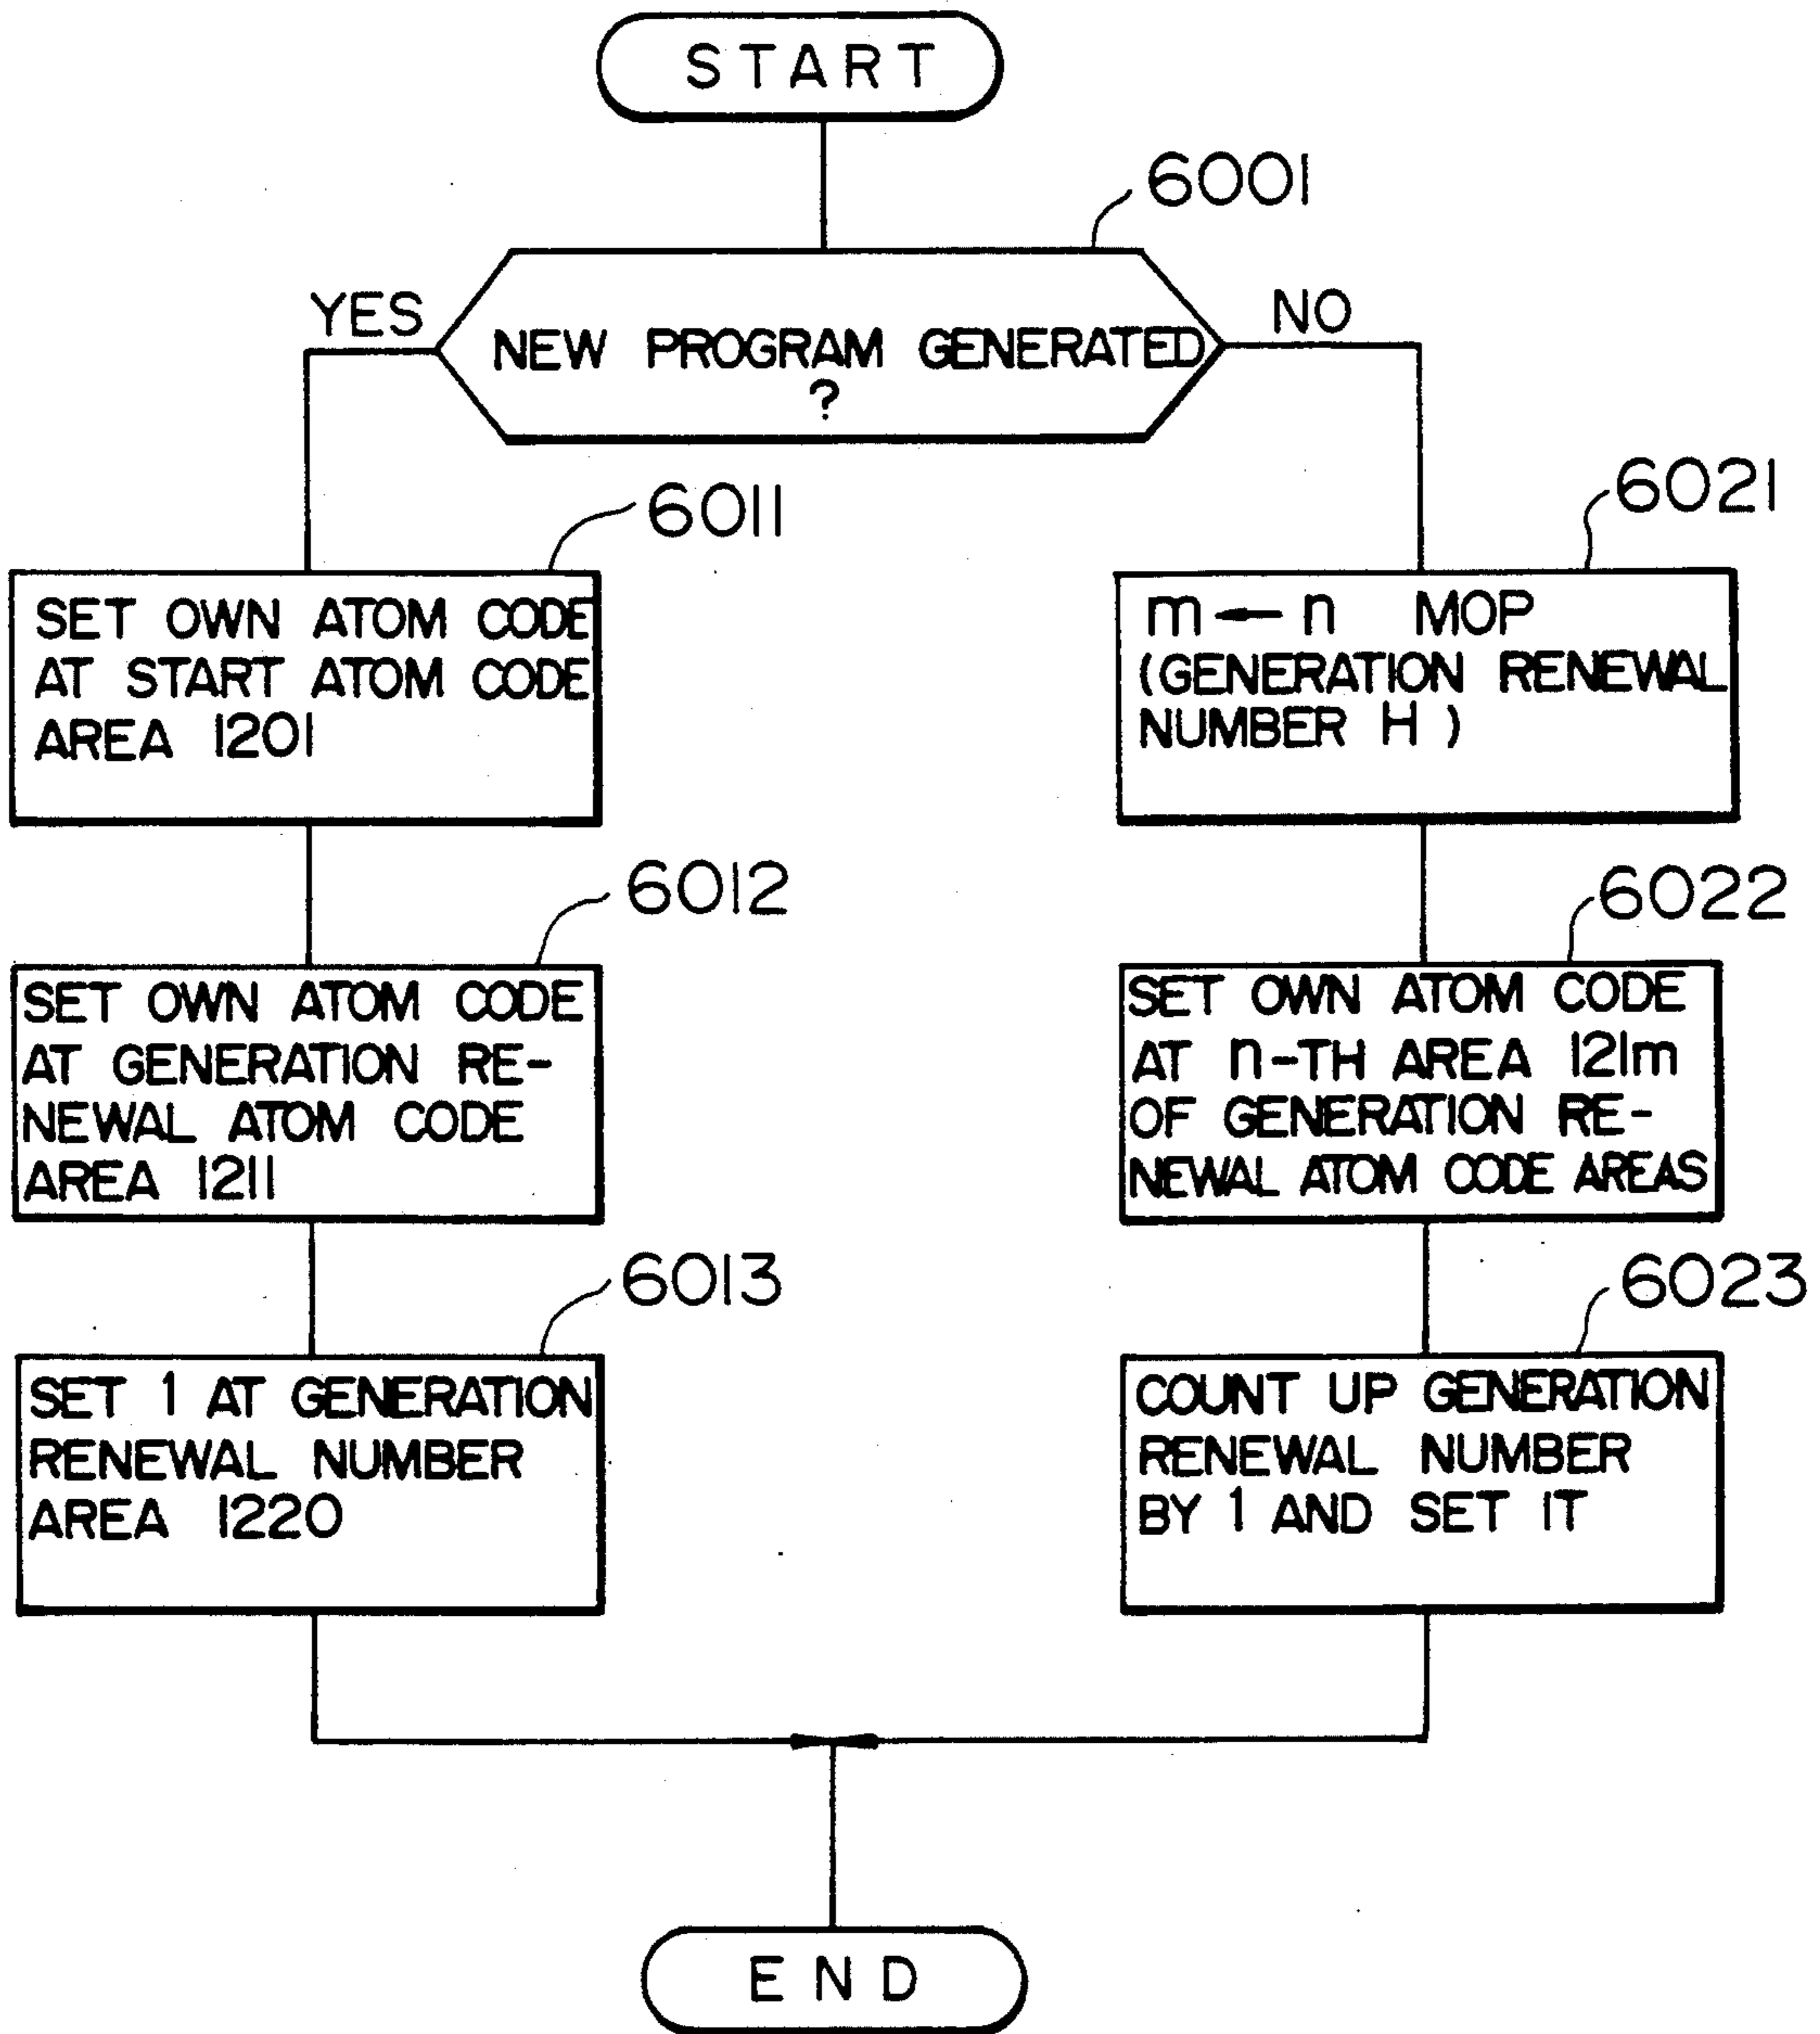 START
6001
YES
NO
NEW PROGRAM GENERATED
?
6011
SET OWN ATOM CODE
AT START ATOM CODE
AREA 1201
6012
SET OWN ATOM CODE
AT GENERATION RE-
NEWAL ATOM CODE
AREA 1211
6013
SET 1 AT GENERATION
RENEWAL NUMBER
AREA 1220
6021
m ← n MOP
(GENERATION RENEWAL
NUMBER H )
6022
SET OWN ATOM CODE
AT n-TH AREA 121m
OF GENERATION RE-
NEWAL ATOM CODE AREAS
6023
COUNT UP GENERATION
RENEWAL NUMBER
BY 1 AND SET IT
END